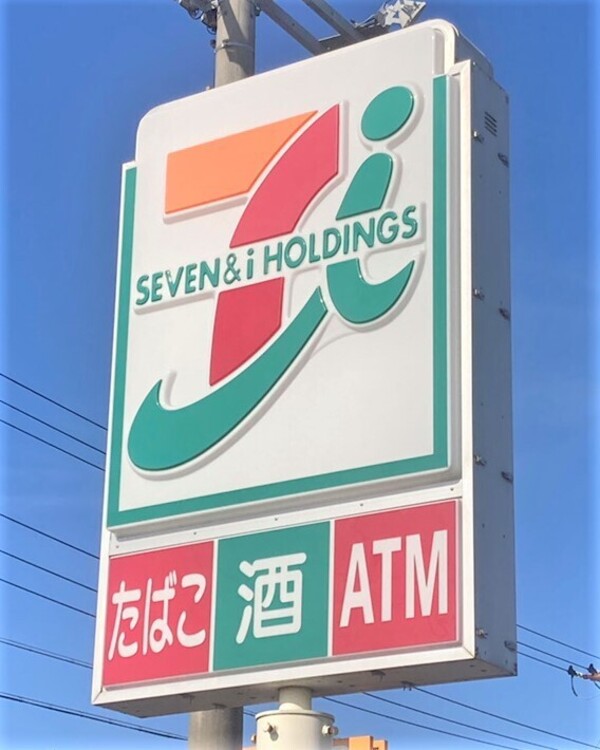 SEVEN&i HOLDINGS
たばこ 酒 ATM